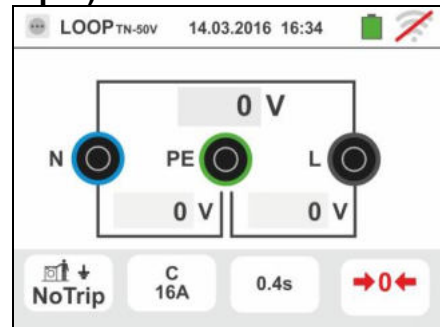 LOOP TN-50V 14.03.2016 16:34
0 V
N PE L
0 V 0 V
NoTrip C 16A 0.4s →0←